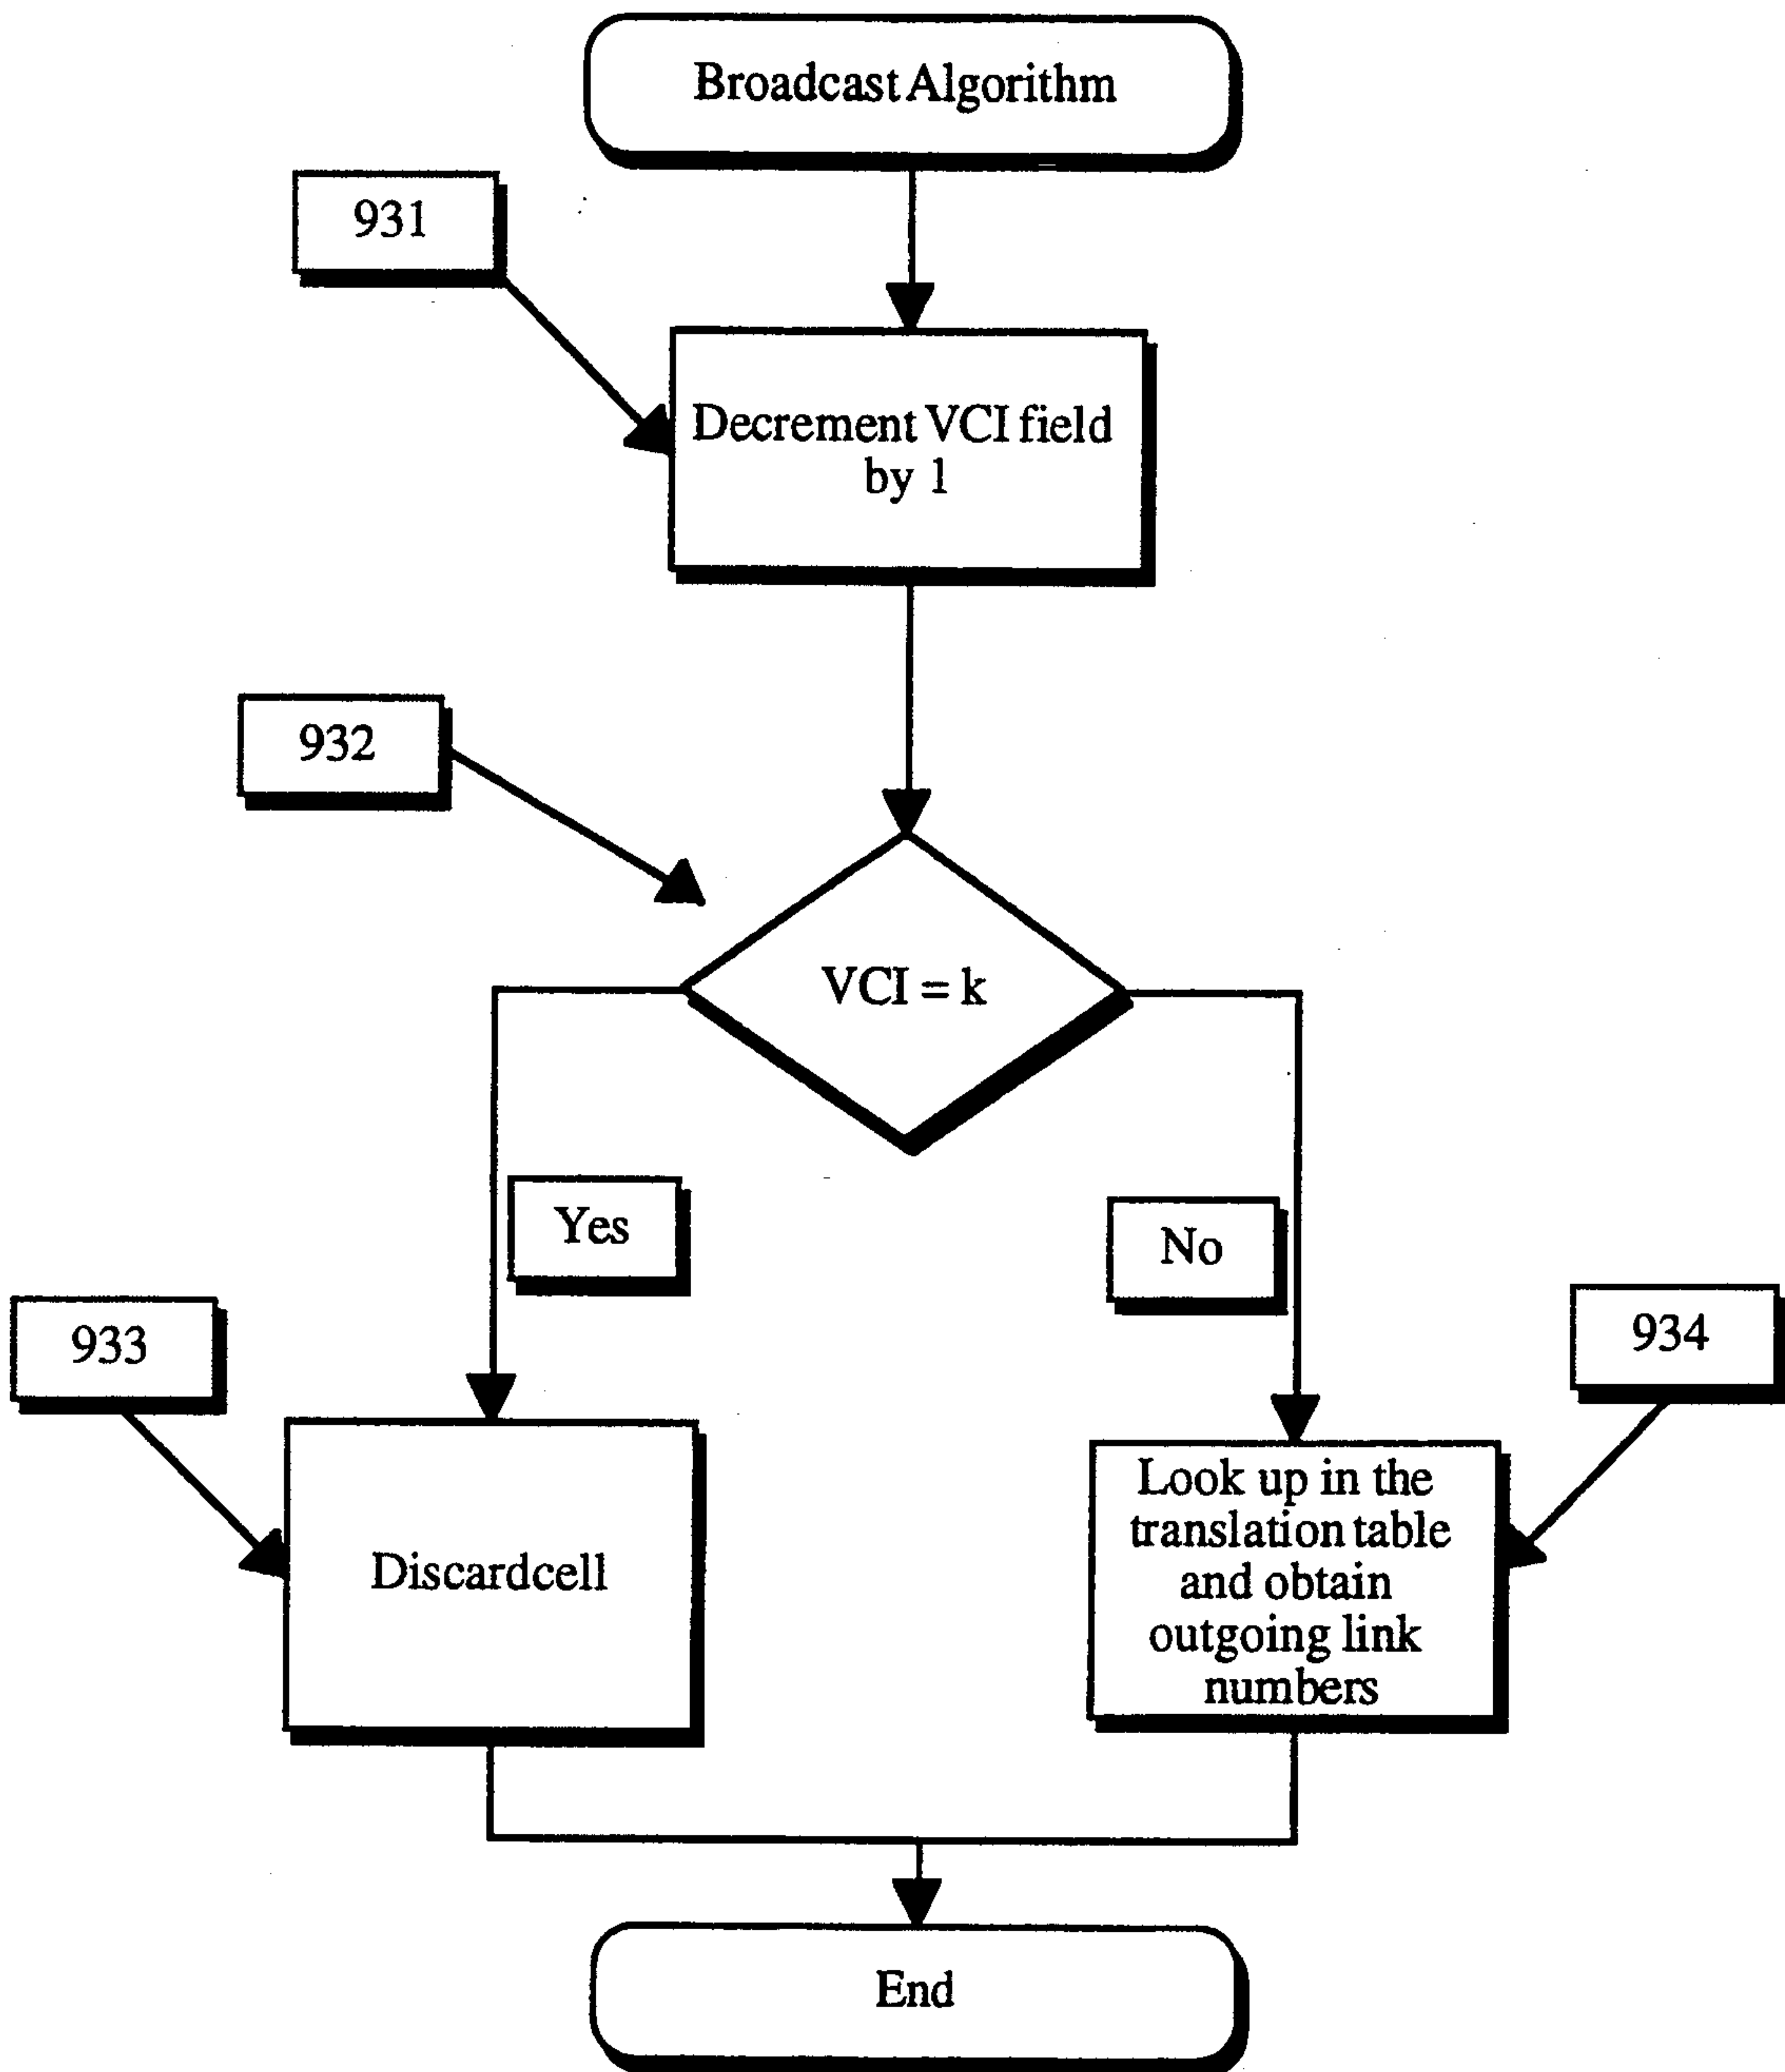 Broadcast Algorithm
931
Decrement VCI field
by 1
932
VCI = k
Yes
No
933
934
Discardcell
Look up in the
translation table
and obtain
outgoing link
numbers
End